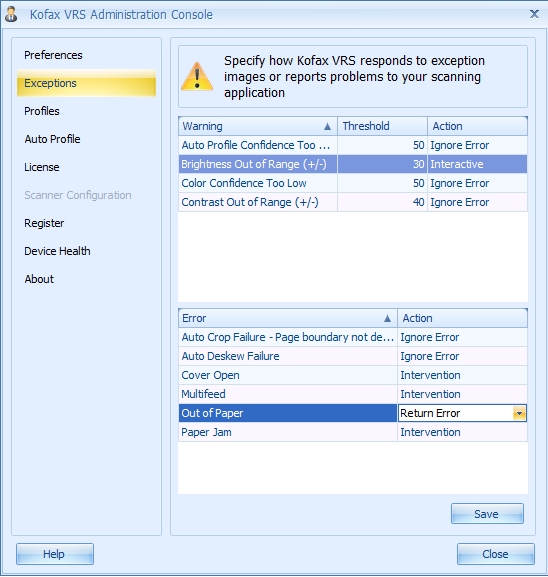 Kofax VRS Administration Console
Preferences
Exceptions
Profiles
Auto Profile
License
Scanner Configuration
Register
Device Health
About
Specify how Kofax VRS responds to exception
images or reports problems to your scanning
application
Warning Threshold Action
Auto Profile Confidence Too ... 50 Ignore Error
Brightness Out of Range (+/-) 30 Interactive
Color Confidence Too Low 50 Ignore Error
Contrast Out of Range (+/-) 40 Ignore Error
Error Action
Auto Crop Failure - Page boundary not de... Ignore Error
Auto Deskew Failure Ignore Error
Cover Open Intervention
Multifeed Intervention
Out of Paper Return Error
Paper Jam Intervention
Save
Help Close